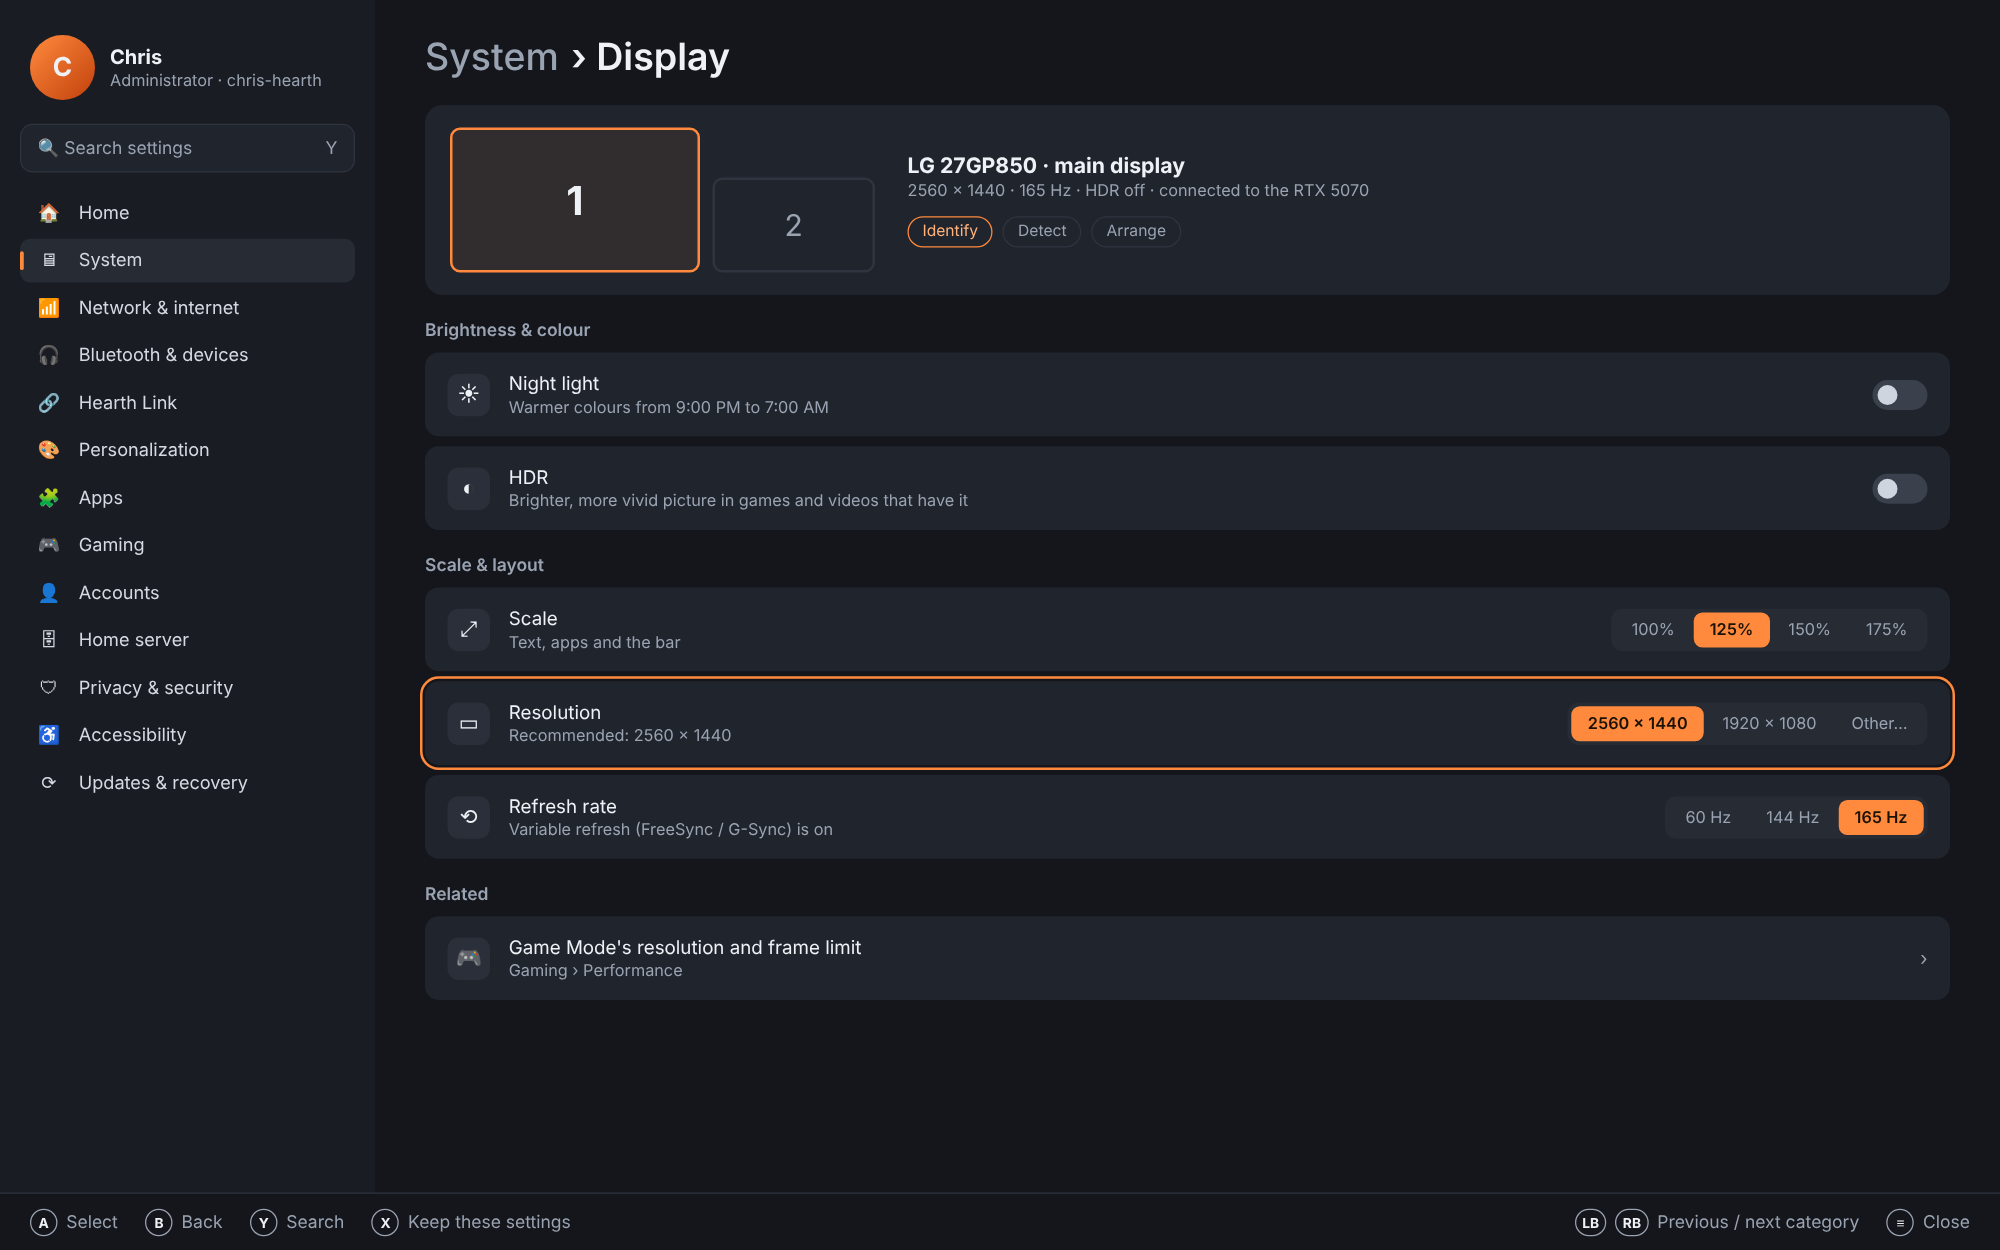 C
Chris
Administrator · chris-hearth
Search settings Y
Home
System
Network & internet
Bluetooth & devices
Hearth Link
Personalization
Apps
Gaming
Accounts
Home server
Privacy & security
Accessibility
Updates & recovery
System › Display
1
2
LG 27GP850 · main display
2560 × 1440 · 165 Hz · HDR off · connected to the RTX 5070
Identify Detect Arrange
Brightness & colour
Night light
Warmer colours from 9:00 PM to 7:00 AM
HDR
Brighter, more vivid picture in games and videos that have it
Scale & layout
Scale
Text, apps and the bar
100% 125% 150% 175%
Resolution
Recommended: 2560 × 1440
2560 × 1440 1920 × 1080 Other...
Refresh rate
Variable refresh (FreeSync / G-Sync) is on
60 Hz 144 Hz 165 Hz
Related
Game Mode's resolution and frame limit
Gaming › Performance
›
A Select B Back Y Search X Keep these settings
LB RB Previous / next category ≡ Close